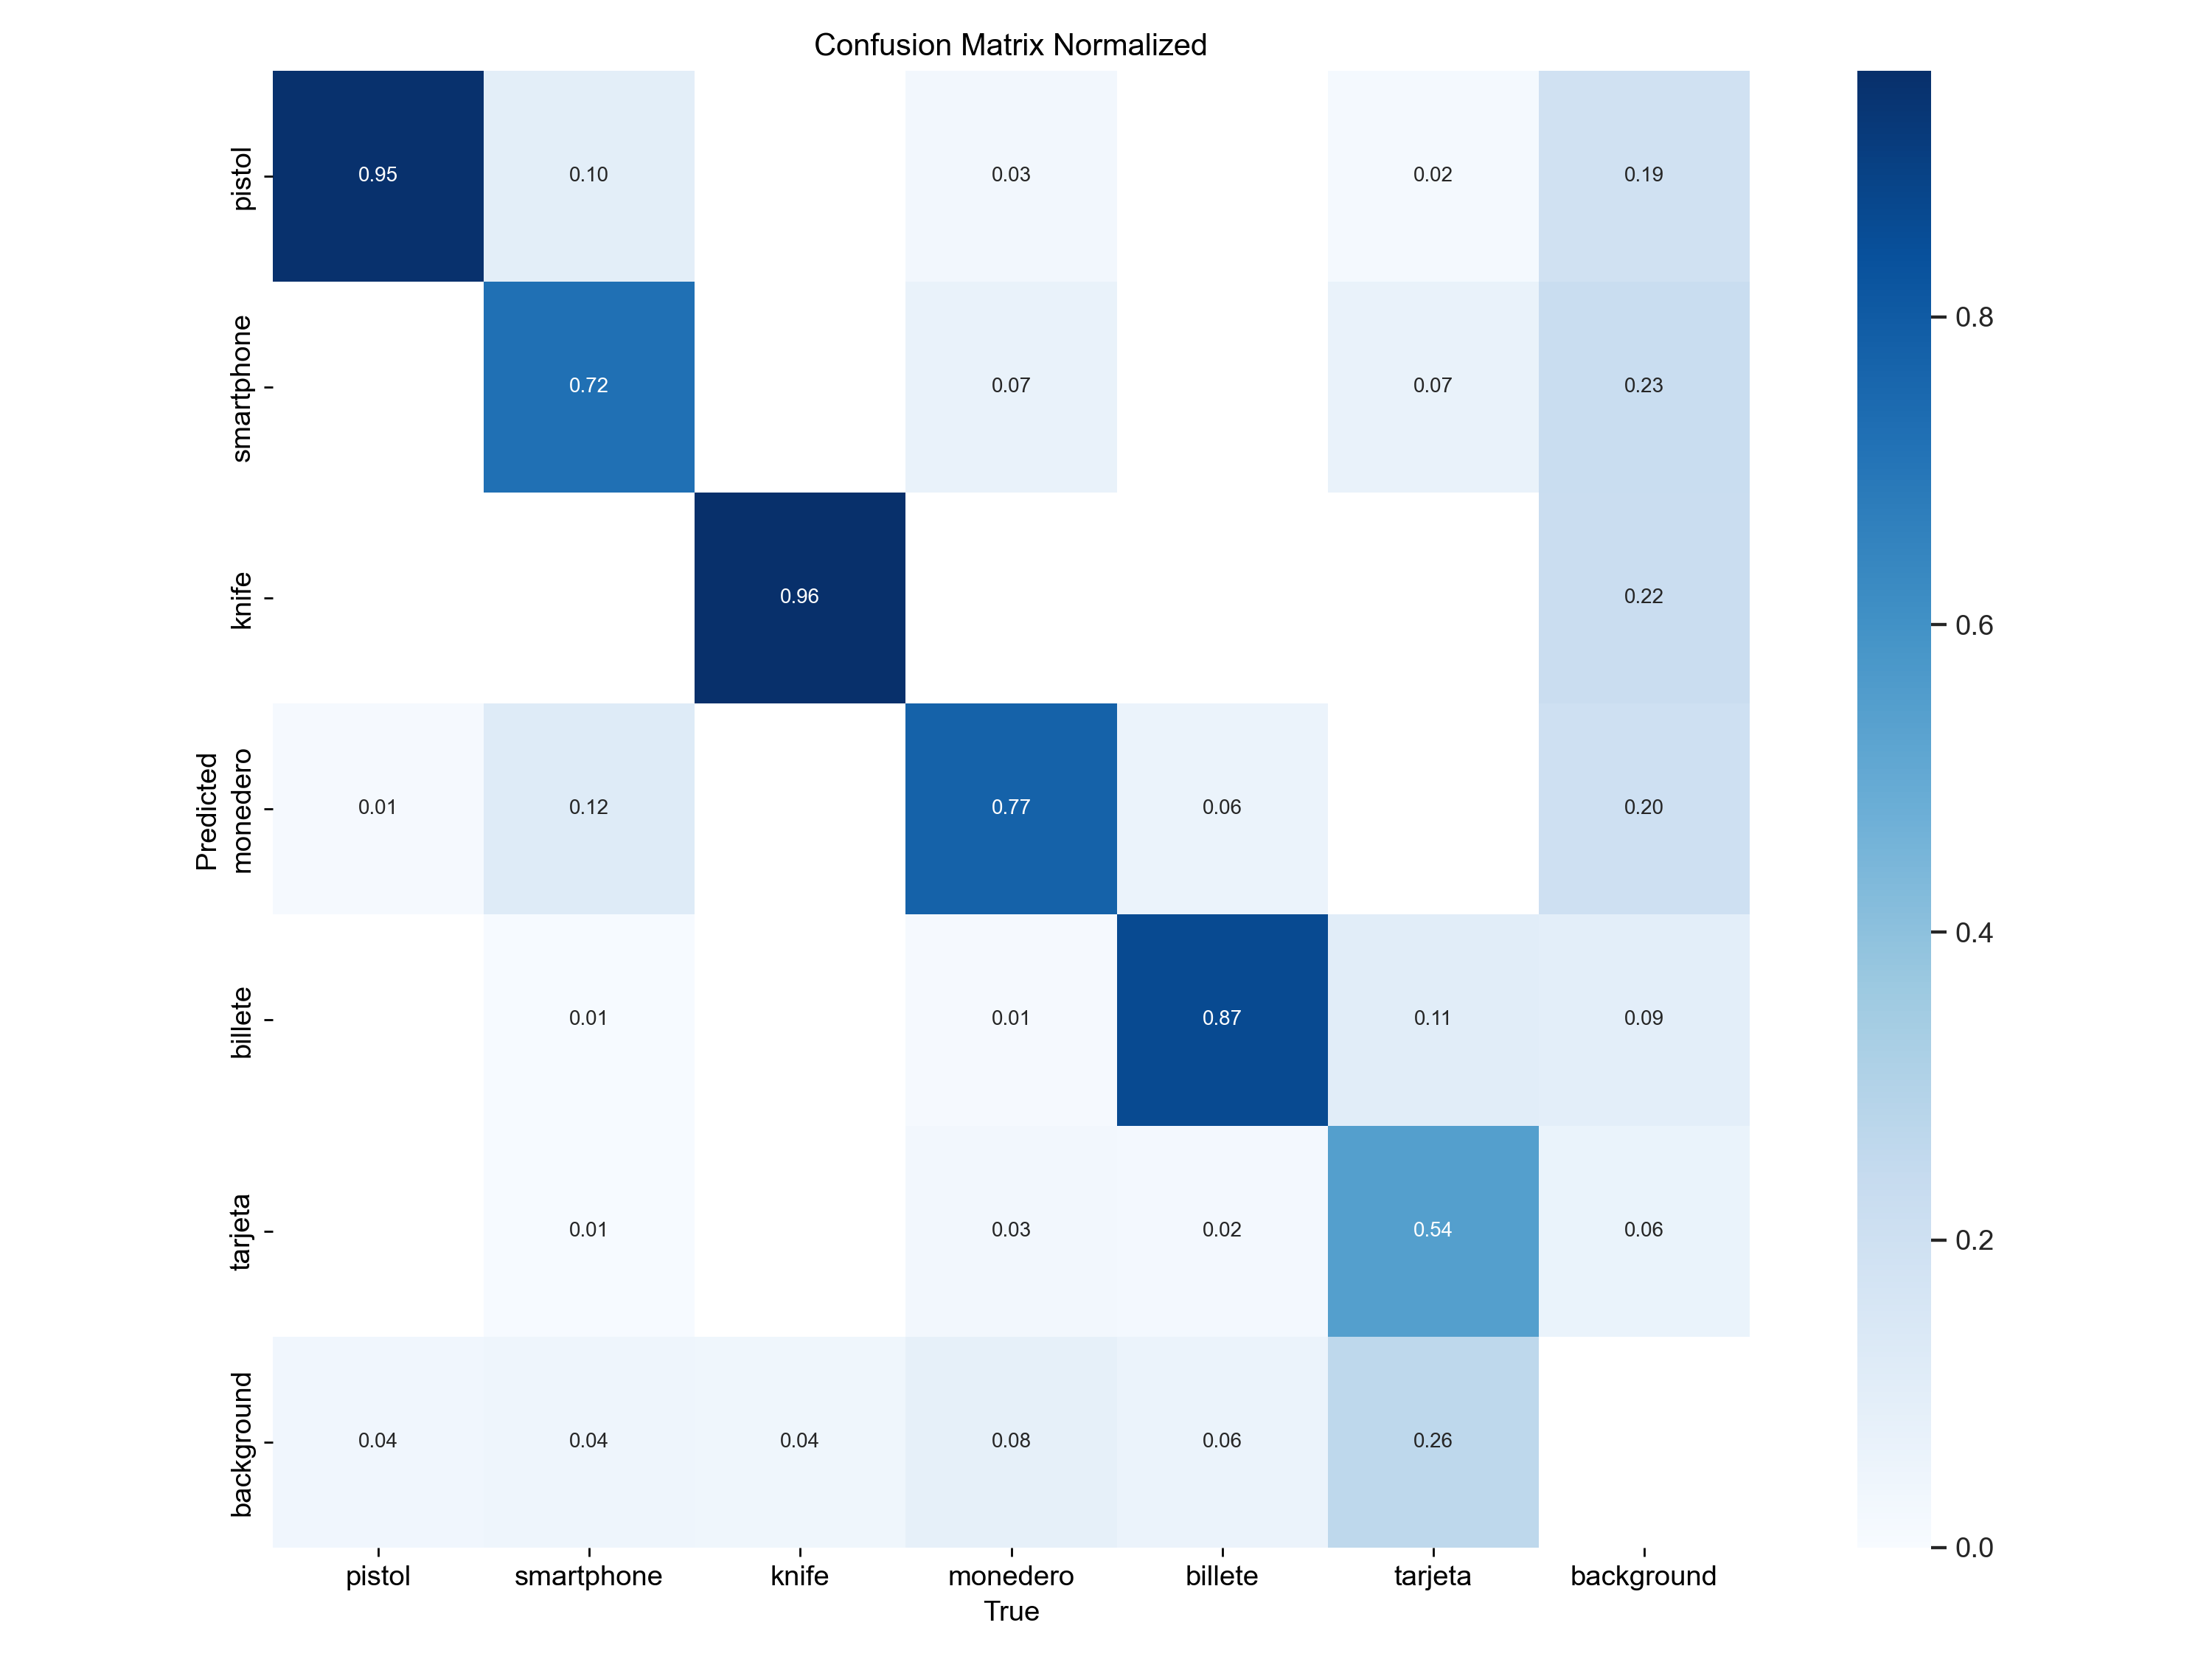 Confusion Matrix Normalized
pistol
0.95
0.10
0.03
0.02
0.19
smartphone
0.72
0.07
0.07
0.23
0.8
knife
0.96
0.22
0.6
Predicted
monedero
0.01
0.12
0.77
0.06
0.20
billete
0.01
0.01
0.87
0.11
0.09
0.4
tarjeta
0.01
0.03
0.02
0.54
0.06
0.2
background
0.04
0.04
0.04
0.08
0.06
0.26
0.0
pistol
smartphone
knife
monedero
billete
tarjeta
background
True